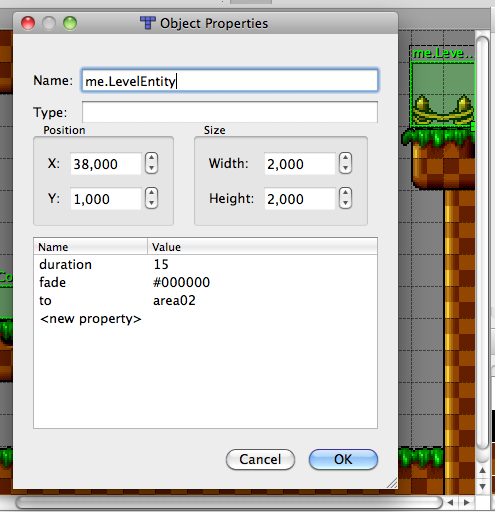 Object Properties
me.Leve...
Name: me.LevelEntity
Type:
Position Size
X: 38,000 Width: 2,000
Y: 1,000 Height: 2,000
Name Value
duration 15
fade #000000
to area02
<new property>
Cancel OK